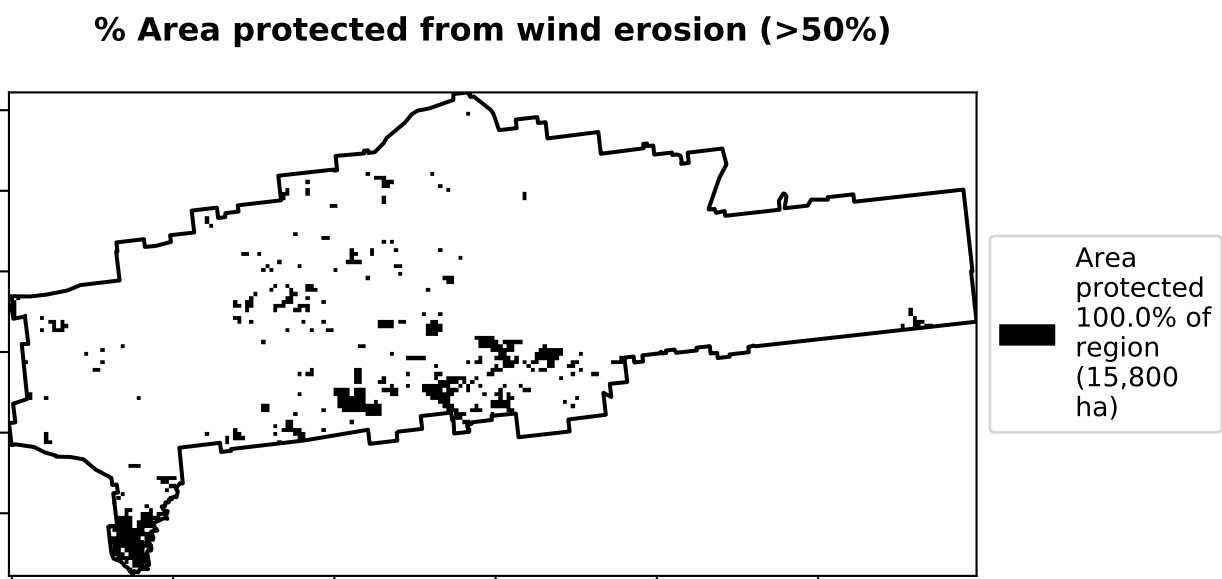 % Area protected from wind erosion (>50%)
Area
protected
100.0% of
region
(15,800
ha)